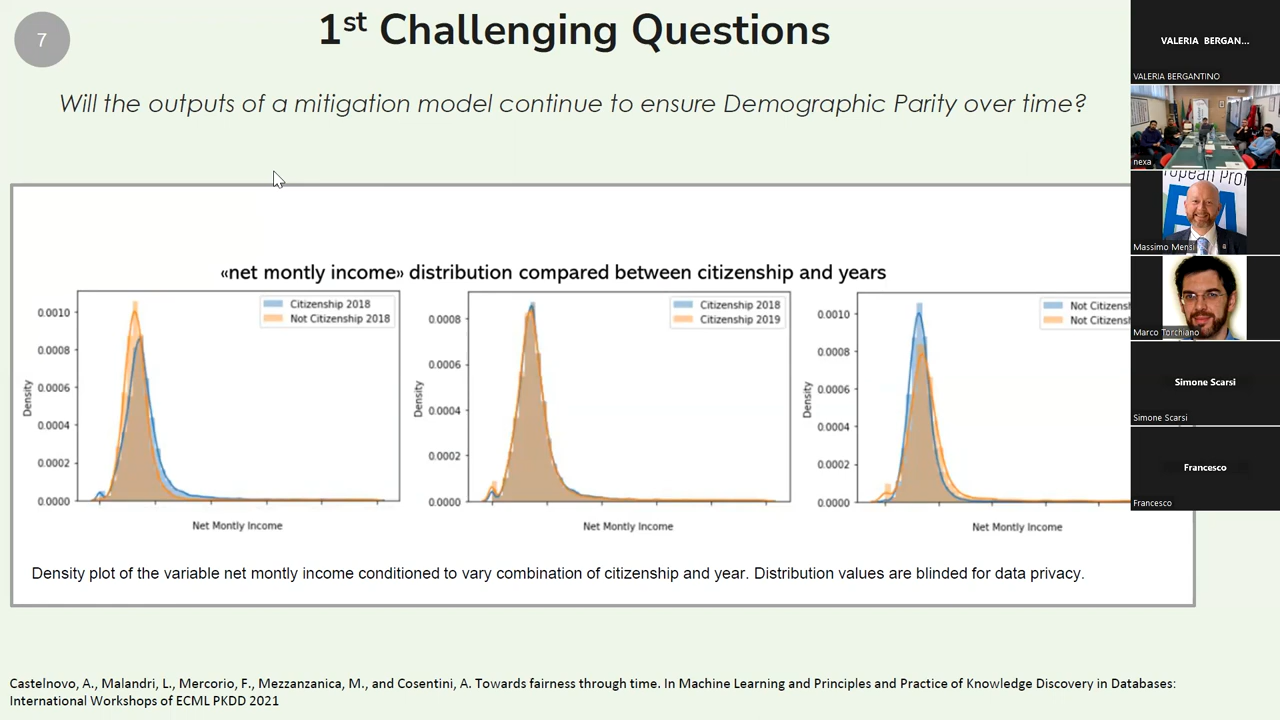 7
1st Challenging Questions
Will the outputs of a mitigation model continue to ensure Demographic Parity over time?
«net montly income» distribution compared between citizenship and years
Citizenship 2018
Not Citizenship 2018
0.0010
0.0008
0.0006
0.0004
0.0002
0.0000
Density
Net Montly Income
Citizenship 2018
Citizenship 2019
0.0008
0.0006
0.0004
0.0002
0.0000
Density
Net Montly Income
Not Citizensh
Not Citizensh
0.0010
0.0008
0.0006
0.0004
0.0002
0.0000
Density
Net Montly Income
Density plot of the variable net montly income conditioned to vary combination of citizenship and year. Distribution values are blinded for data privacy.
Castelnovo, A., Malandri, L., Mercorio, F., Mezzanzanica, M., and Cosentini, A. Towards fairness through time. In Machine Learning and Principles and Practice of Knowledge Discovery in Databases:
International Workshops of ECML PKDD 2021
VALERIA BERGAN...
VALERIA BERGANTINO
nexa
Massimo Mensi
Marco Torchiano
Simone Scarsi
Simone Scarsi
Francesco
Francesco